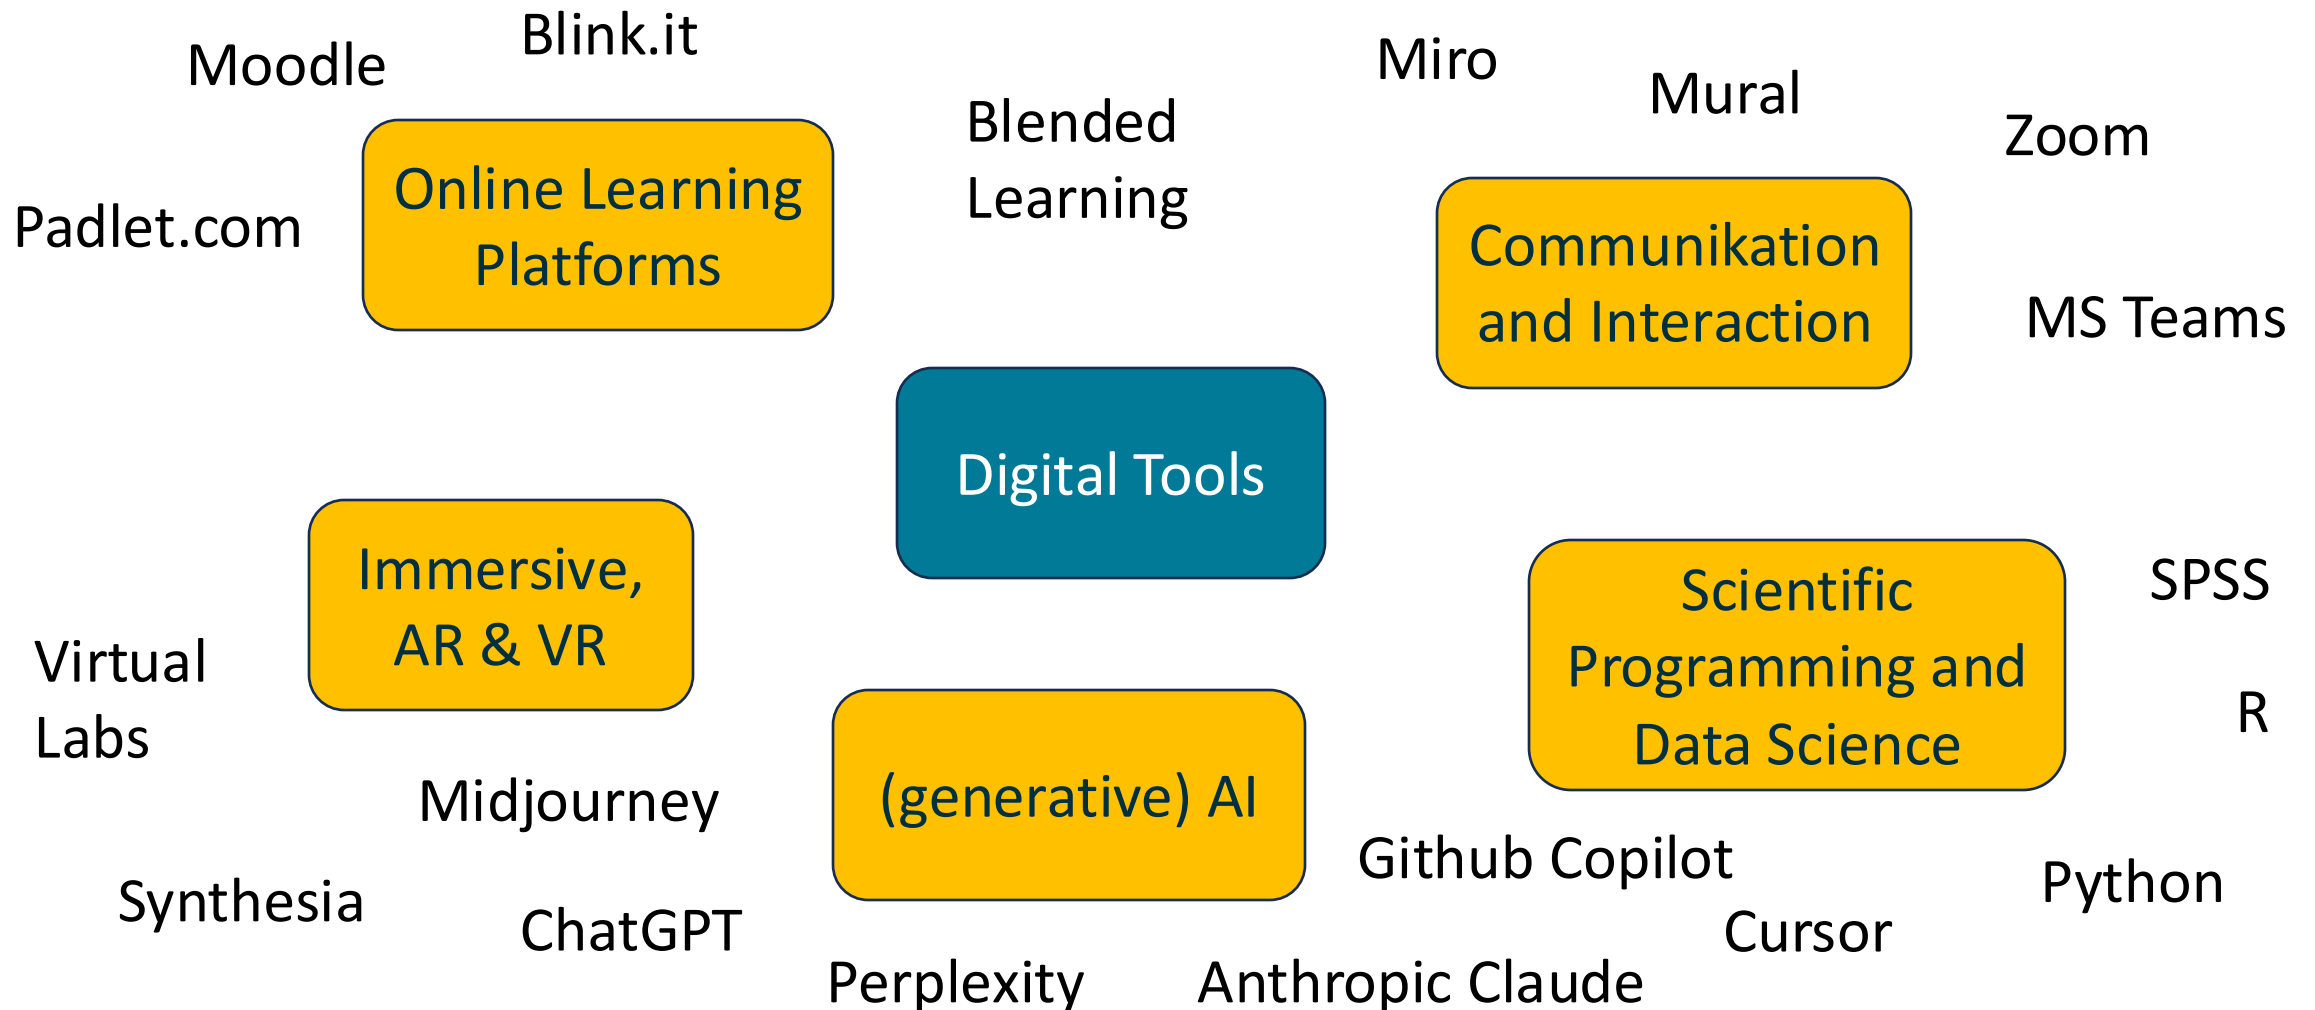 Blink.it
Moodle
Miro
Mural
Blended
Learning
Zoom
Online Learning
Platforms
Padlet.com
Communikation
and Interaction
MS Teams
Digital Tools
Immersive,
AR & VR
Scientific
Programming and
Data Science
SPSS
R
Virtual
Labs
Midjourney
(generative) AI
Github Copilot
Python
Synthesia
ChatGPT
Cursor
Perplexity
Anthropic Claude